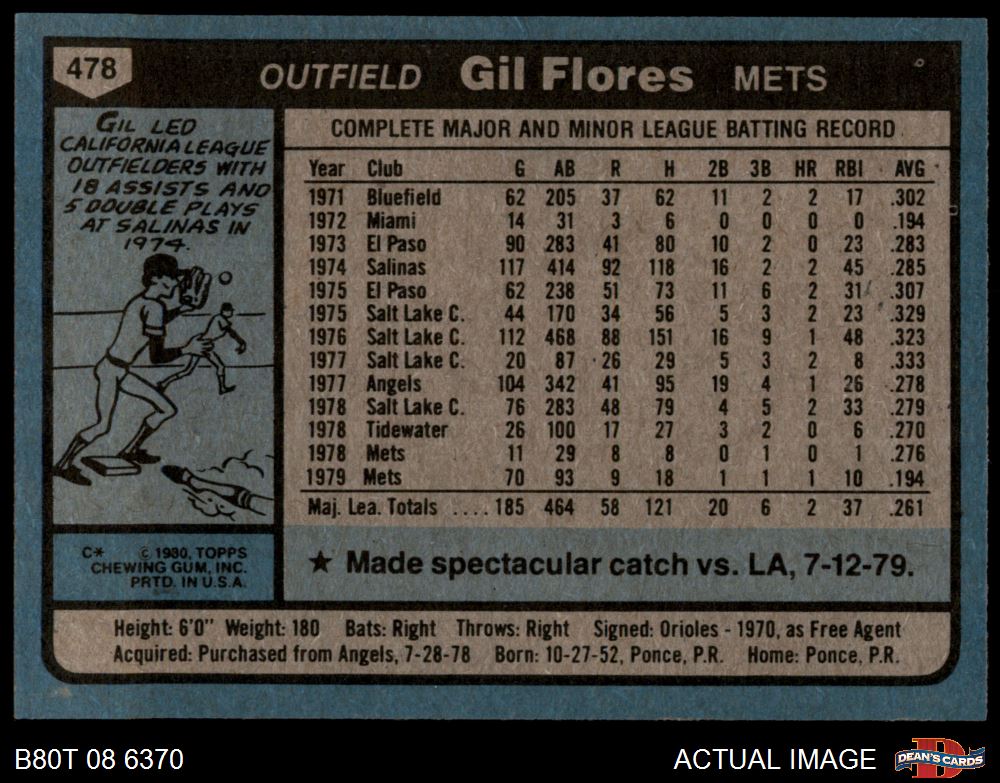 478
OUTFIELD Gil Flores METS
GIL LED
CALIFORNIA LEAGUE
OUTFIELDERS WITH
18 ASSISTS AND
5 DOUBLE PLAYS
AT SALINAS IN
1974.
COMPLETE MAJOR AND MINOR LEAGUE BATTING RECORD
Year Club G AB R H 2B 3B HR RBI AVG
1971 Bluefield 62 205 37 62 11 2 2 17 .302
1972 Miami 14 31 3 6 0 0 0 0 .194
1973 El Paso 90 283 41 80 10 2 0 23 .283
1974 Salinas 117 414 92 118 16 2 2 45 .285
1975 El Paso 62 238 51 73 11 6 2 31 .307
1975 Salt Lake C. 44 170 34 56 5 3 2 23 .329
1976 Salt Lake C. 112 468 88 151 16 9 1 48 .323
1977 Salt Lake C. 20 87 26 29 5 3 2 8 .333
1977 Angels 104 342 41 95 19 4 1 26 .278
1978 Salt Lake C. 76 283 48 79 4 5 2 33 .279
1978 Tidewater 26 100 17 27 3 2 0 6 .270
1978 Mets 11 29 8 8 0 1 0 1 .276
1979 Mets 70 93 9 18 1 1 1 10 .194
Maj. Lea. Totals .... 185 464 58 121 20 6 2 37 .261
C* © 1980, TOPPS
CHEWING GUM, INC.
PRTD. IN U.S.A.
★ Made spectacular catch vs. LA, 7-12-79.
Height: 6'0" Weight: 180 Bats: Right Throws: Right Signed: Orioles - 1970, as Free Agent
Acquired: Purchased from Angels, 7-28-78 Born: 10-27-52, Ponce, P.R. Home: Ponce, P.R.
B80T 08 6370
ACTUAL IMAGE
D
DEAN'S CARDS